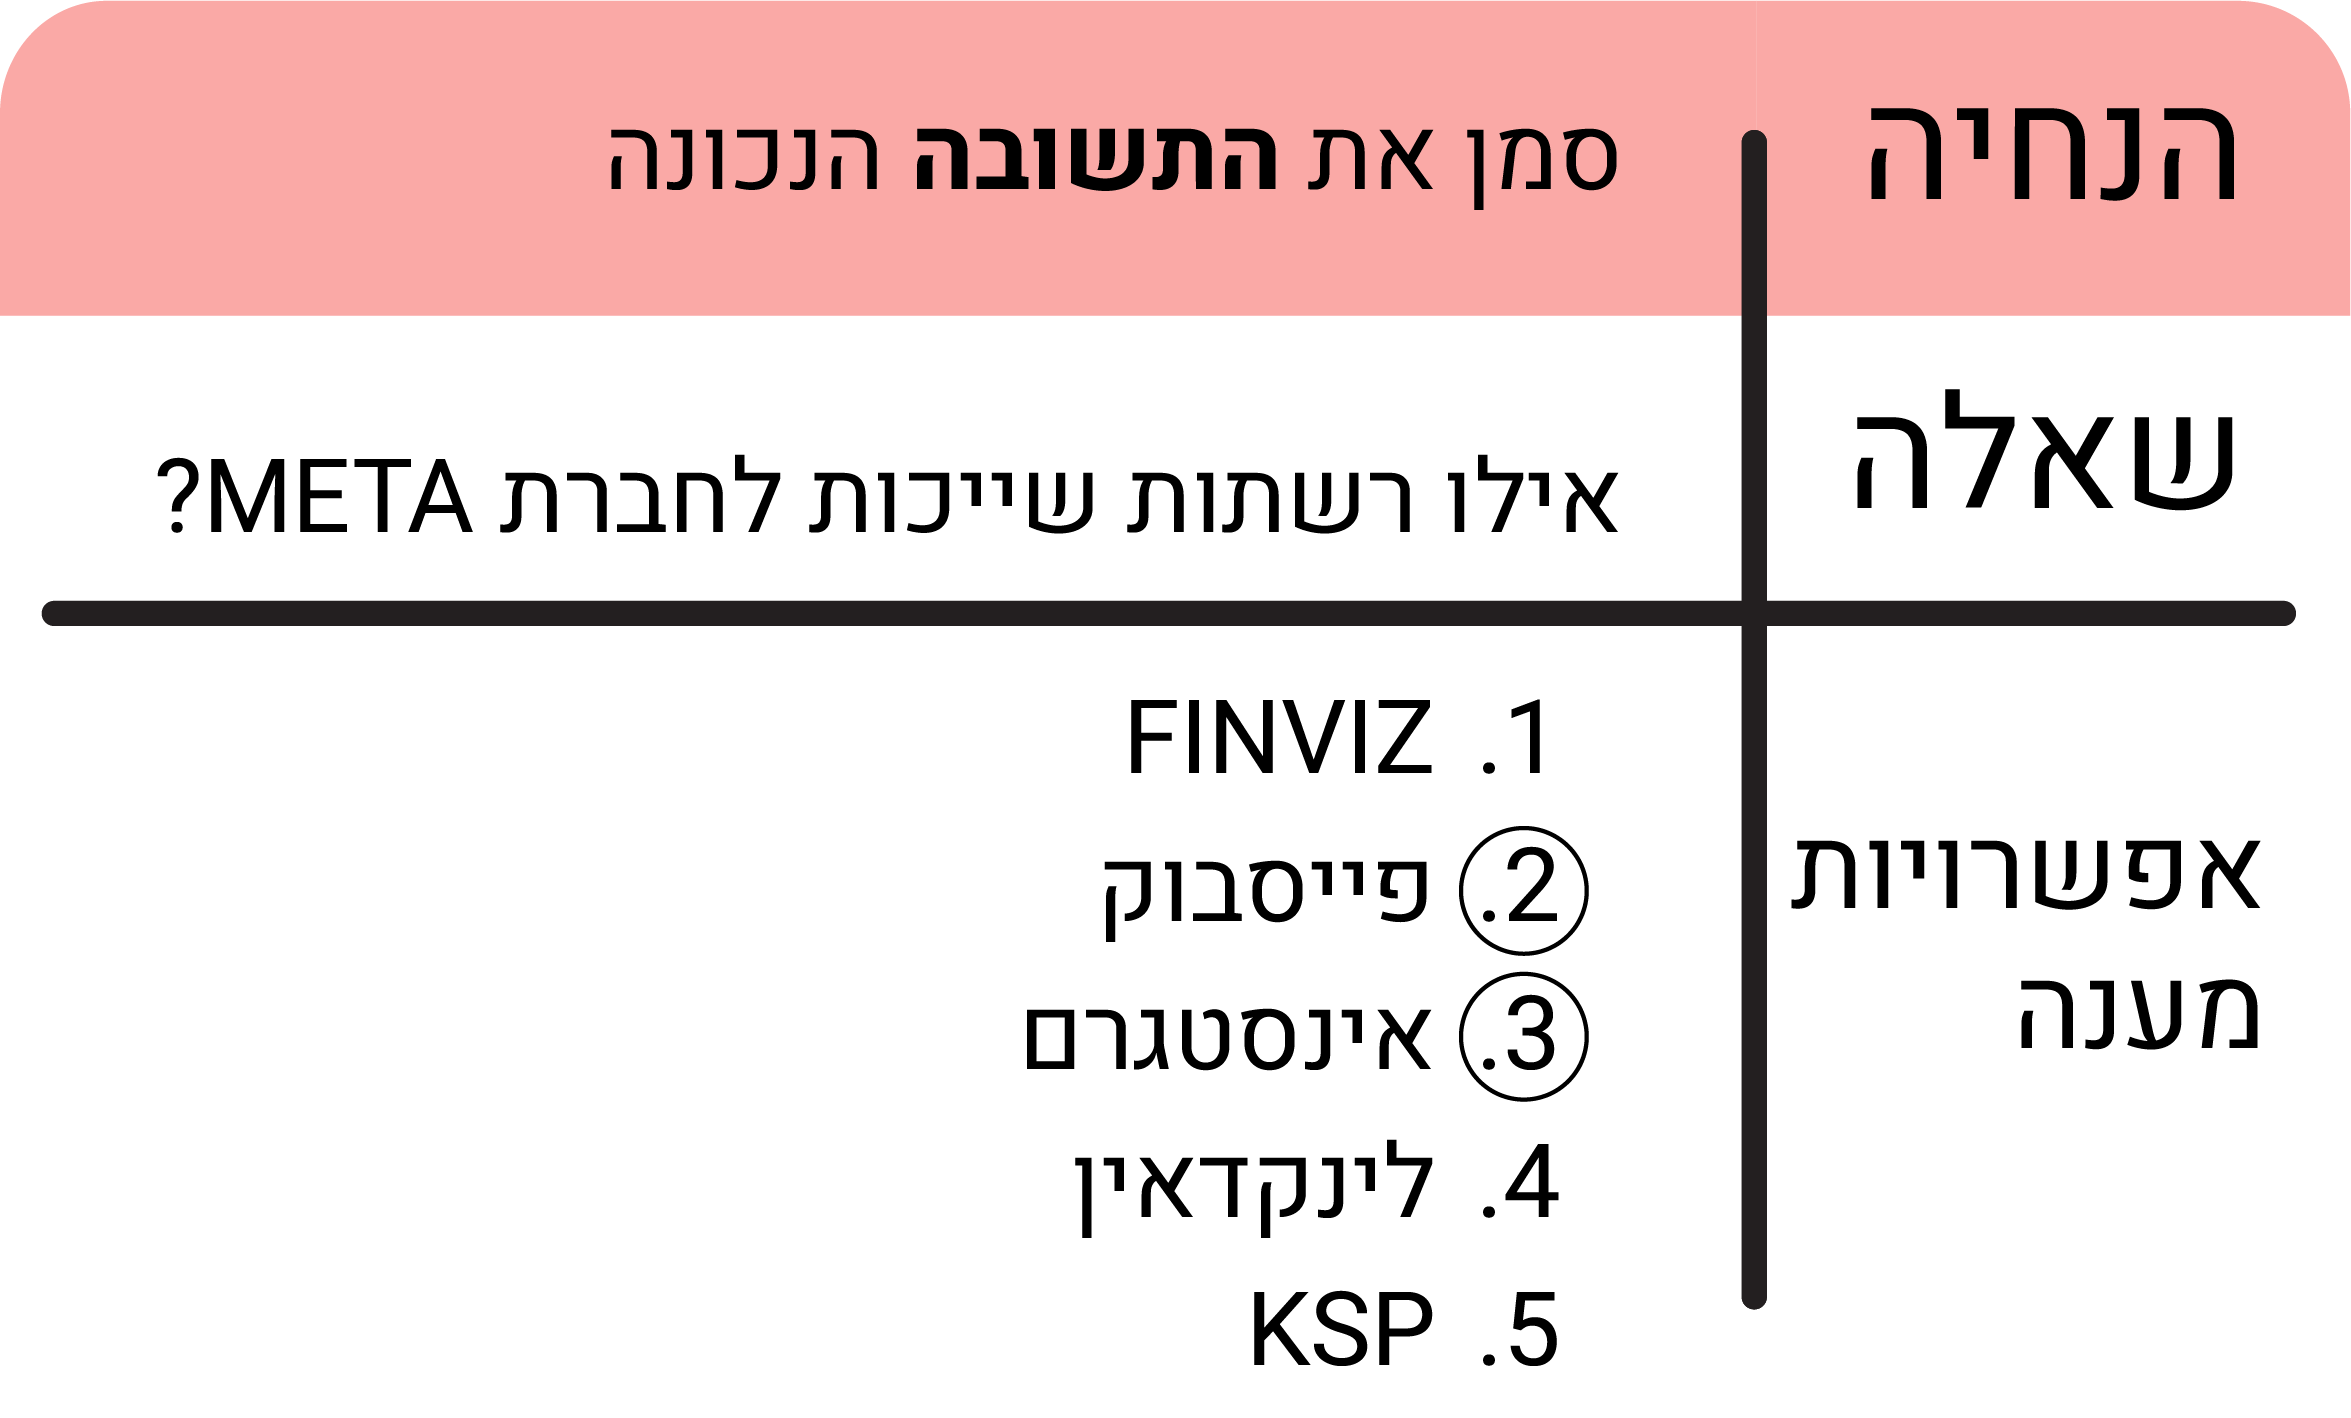 הנחיה
סמן את התשובה הנכונה
שאלה
אילו רשתות שייכות לחברת META?
אפשרויות
מענה
1. FINVIZ
2. פייסבוק
3. אינסטגרם
4. לינקדאין
5. KSP